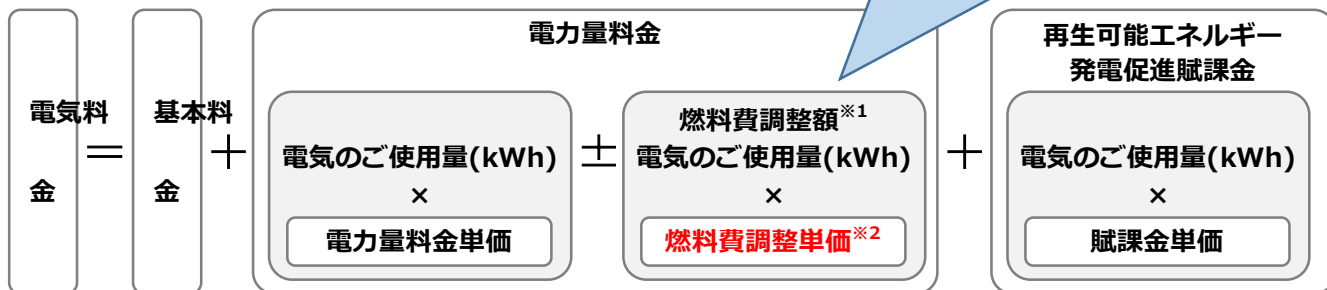 電気料金
＝
基本料金
＋
電力量料金
電気のご使用量(kWh)
×
電力量料金単価
±
燃料費調整額※1
電気のご使用量(kWh)
×
燃料費調整単価※2
＋
再生可能エネルギー
発電促進賦課金
電気のご使用量(kWh)
×
賦課金単価